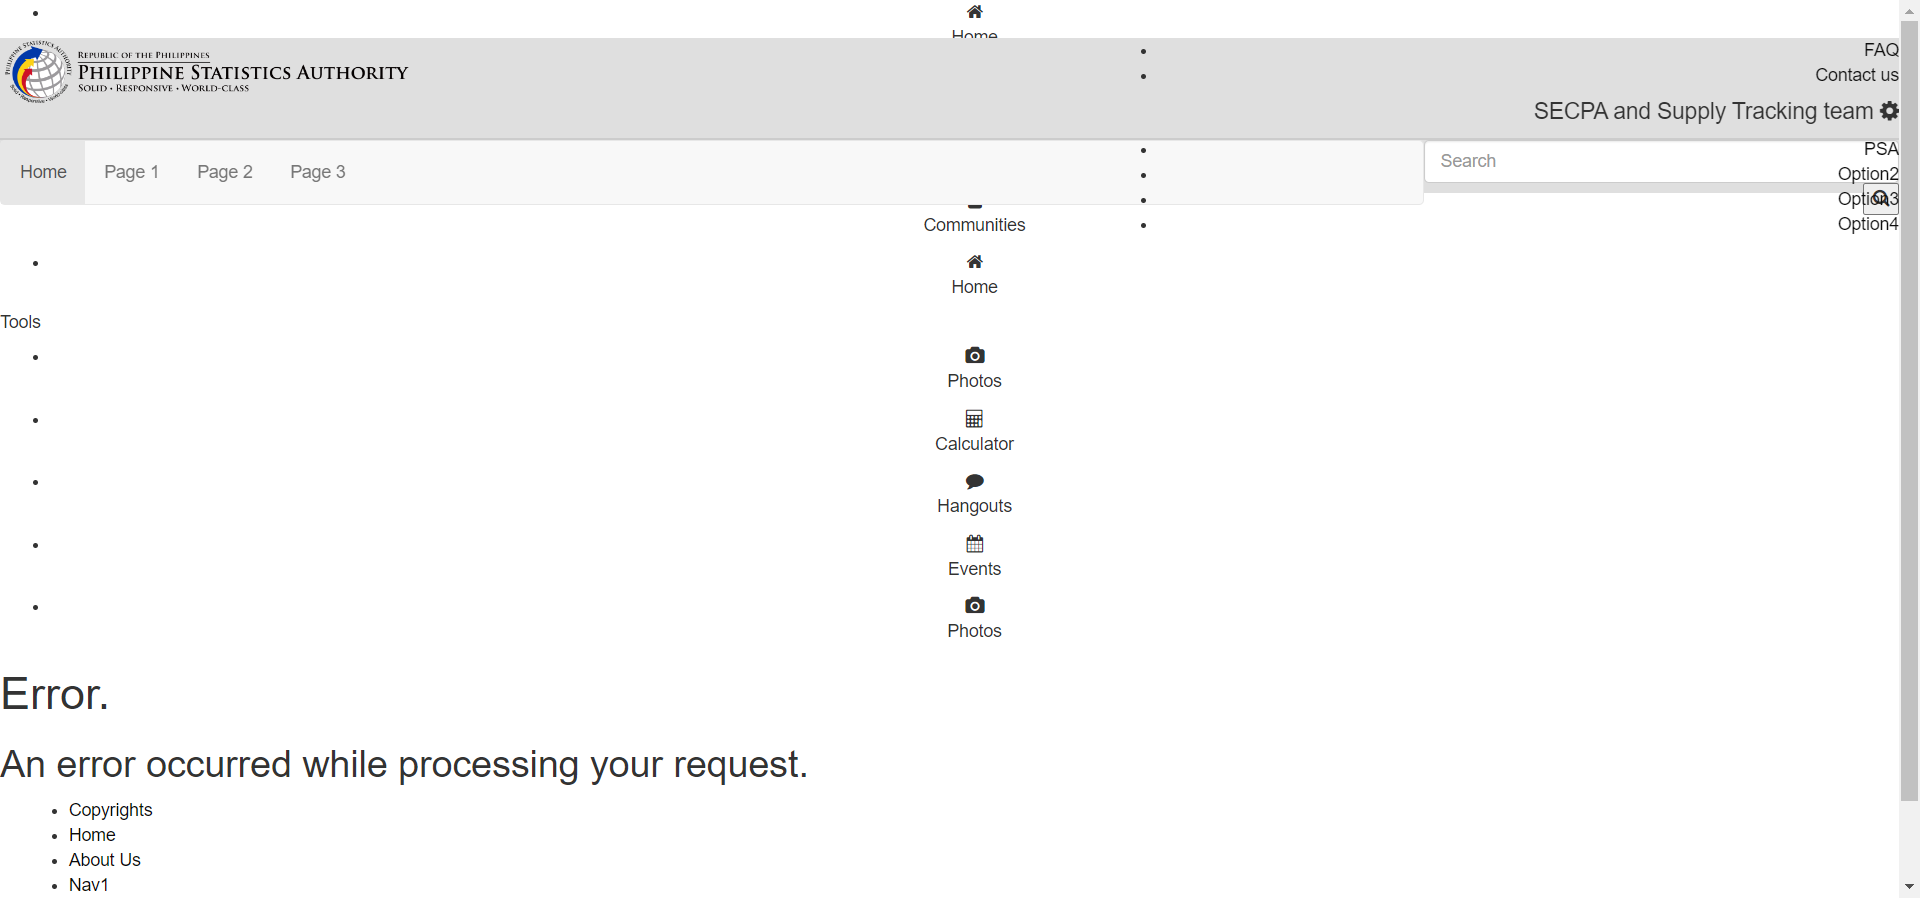 Home
REPUBLIC OF THE PHILIPPINES
PHILIPPINE STATISTICS AUTHORITY
SOLID • RESPONSIVE • WORLD-CLASS
FAQ
Contact us
SECPA and Supply Tracking team
Home
Page 1
Page 2
Page 3
Search
PSA
Option2
Option3
Option4
Communities
Home
Tools
Photos
Calculator
Hangouts
Events
Photos
Error.
An error occurred while processing your request.
Copyrights
Home
About Us
Nav1